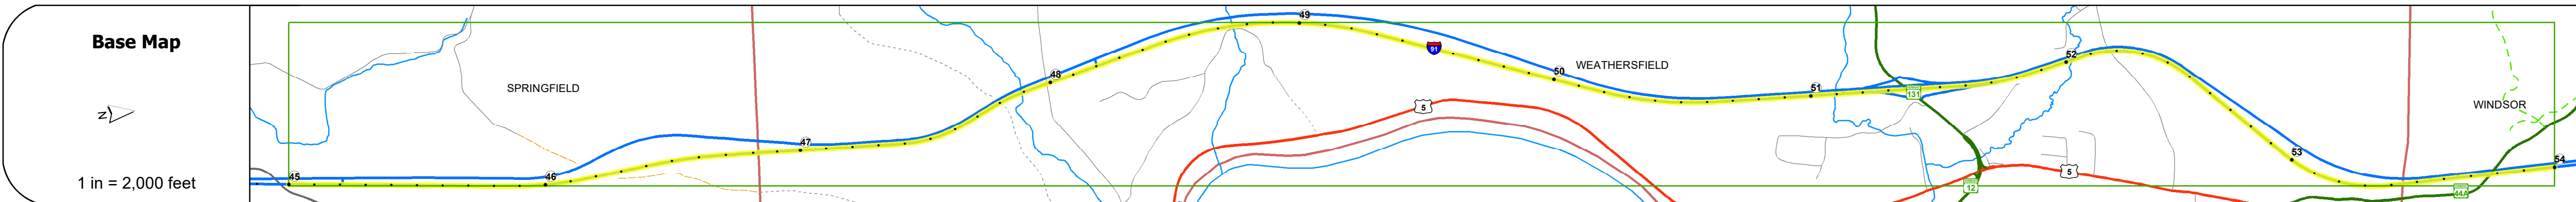 Base Map
N
1 in = 2,000 feet
SPRINGFIELD
WEATHERSFIELD
WINDSOR
45
46
47
48
49
50
51
52
53
54
91
5
5
131
12
44A